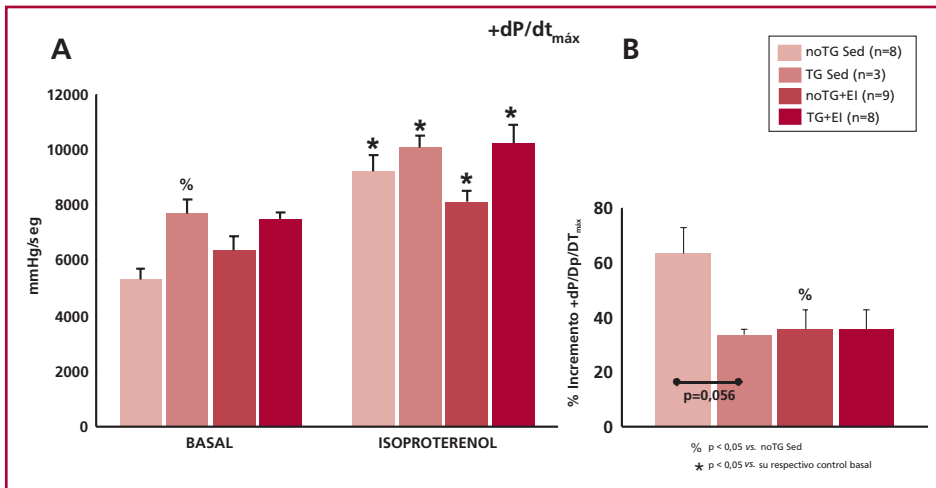 +dP/dtmáx
A
B
noTG Sed (n=8)
TG Sed (n=3)
noTG+EI (n=9)
TG+EI (n=8)
mmHg/seg
12000
10000
8000
6000
4000
2000
0
%
*
*
*
*
BASAL
ISOPROTERENOL
% Incremento +dP/Dp/DTmáx
80
60
40
20
0
%
p=0,056
% p < 0,05 vs. noTG Sed
* p < 0,05 vs. su respectivo control basal